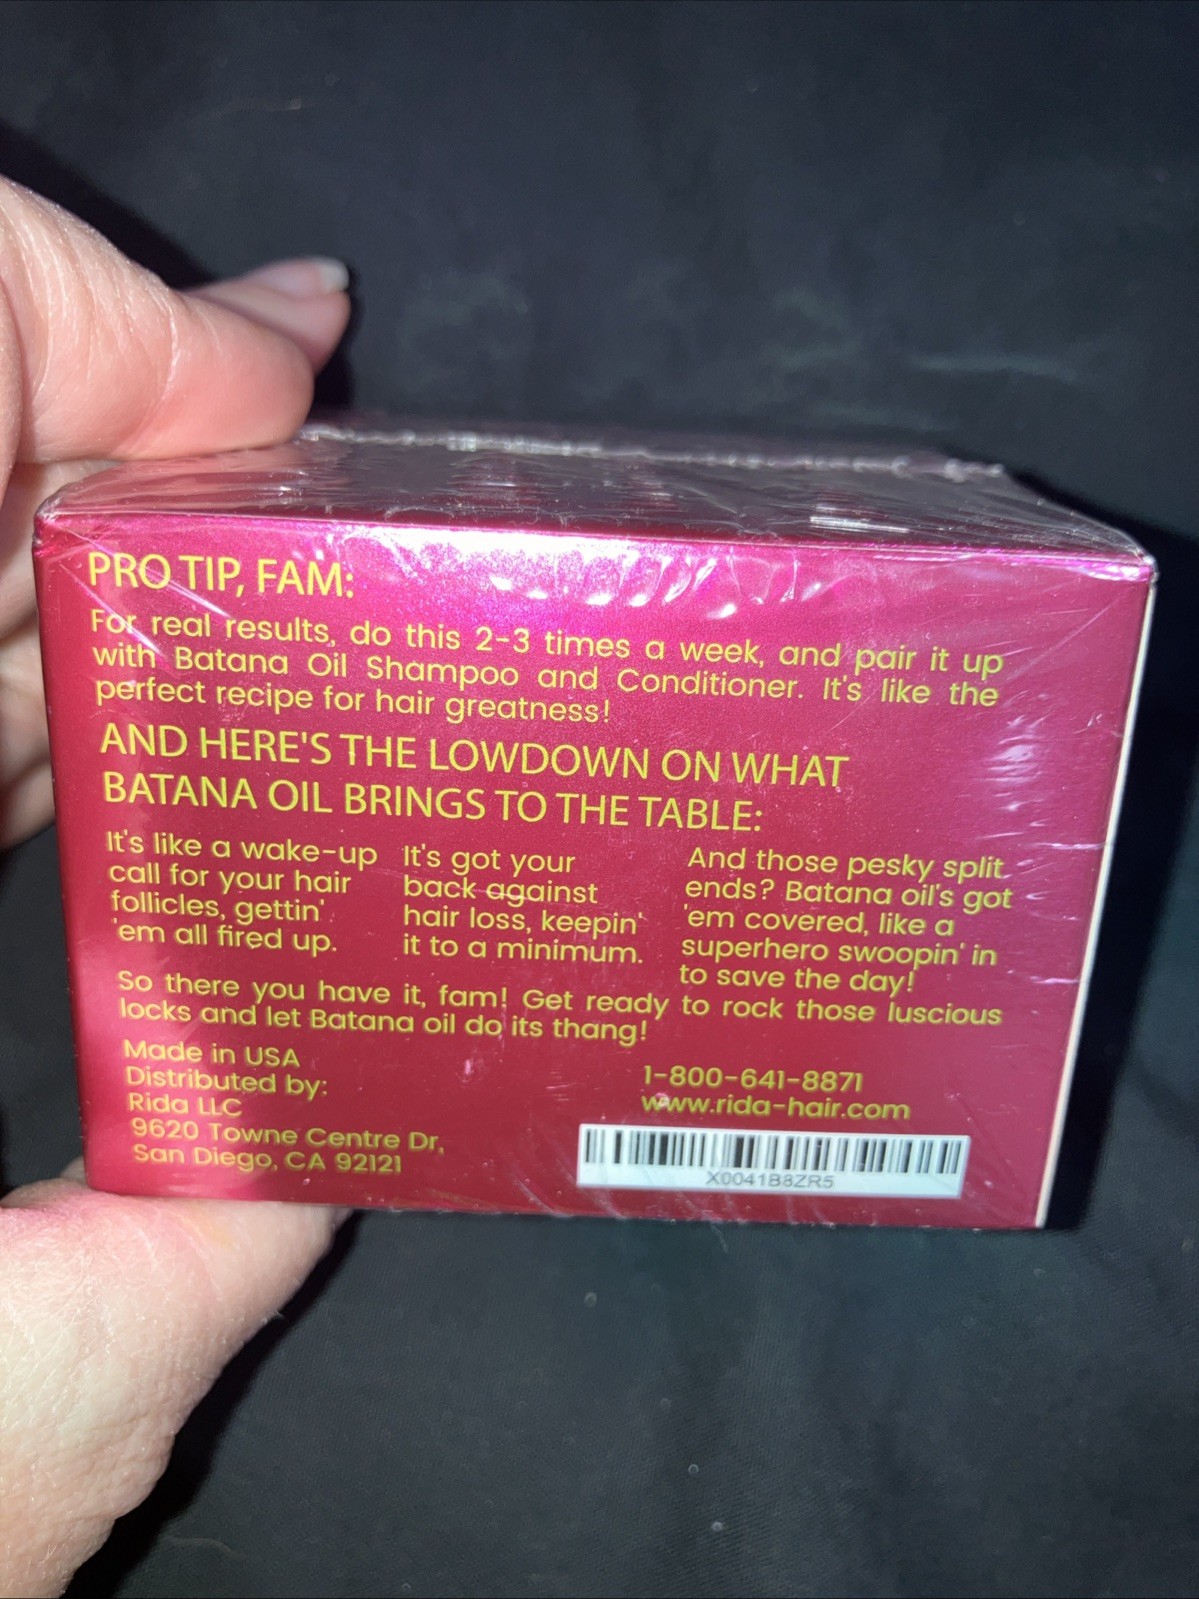 PRO TIP, FAM:
For real results, do this 2-3 times a week, and pair it up
with Batana Oil Shampoo and Conditioner. It's like the
perfect recipe for hair greatness!
AND HERE'S THE LOWDOWN ON WHAT
BATANA OIL BRINGS TO THE TABLE:
It's like a wake-up
call for your hair
follicles, gettin'
'em all fired up.
It's got your
back against
hair loss, keepin'
it to a minimum.
And those pesky split
ends? Batana oil's got
'em covered, like a
superhero swoopin' in
to save the day!
So there you have it, fam! Get ready to rock those luscious
locks and let Batana oil do its thang!
Made in USA
Distributed by:
Rida LLC
9620 Towne Centre Dr,
San Diego, CA 92121
1-800-641-8871
www.rida-hair.com
X0041B8ZR5